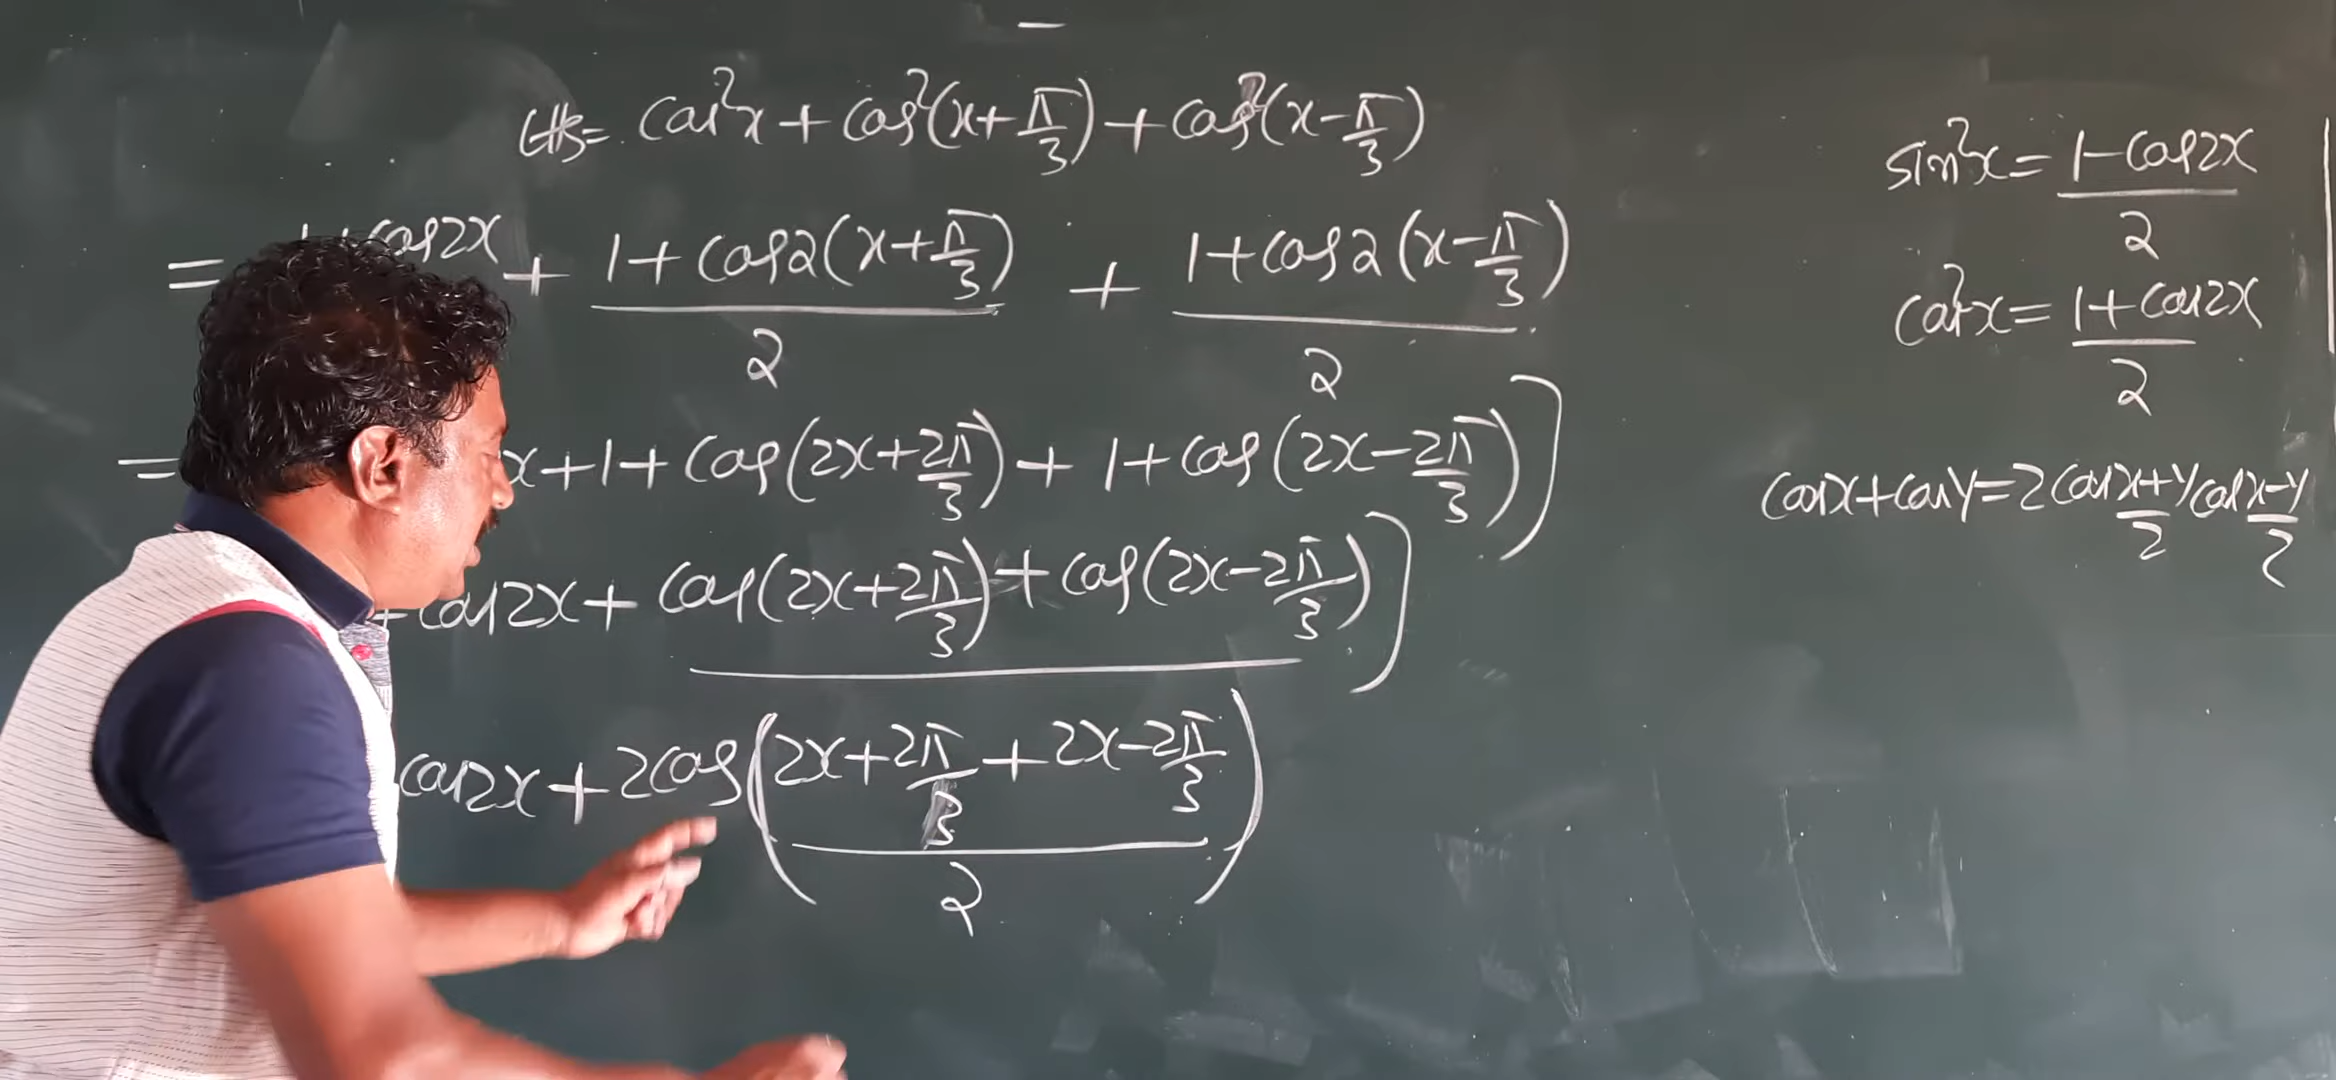 LHS = cos²x + cos²(x+π/3) + cos²(x-π/3)
= cos2x + (1+cos2(x+π/3))/2 + (1+cos2(x-π/3))/2
= x+1+cos(2x+2π/3) + 1+cos(2x-2π/3)]
+cos2x + cos(2x+2π/3) + cos(2x-2π/3)]
cos2x + 2cos((2x+2π/3+2x-2π/3)/2)
sin²x = (1-cos2x)/2
cos²x = (1+cos2x)/2
cosx+cosy=2cos(x+y)/2 cos(x-y)/2